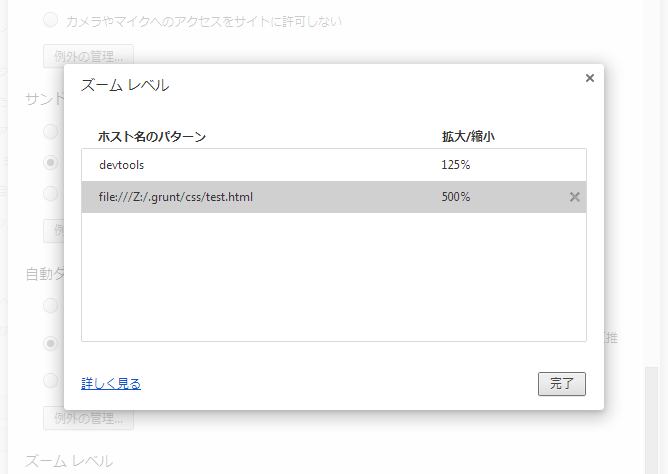 カメラやマイクへのアクセスをサイトに許可しない
例外の管理...
サンド
ズーム レベル
ホスト名のパターン 拡大/縮小
devtools 125%
file:///Z:/.grunt/css/test.html 500%
自動タ
推
詳しく見る 完了
例外の管理...
ズーム レベル